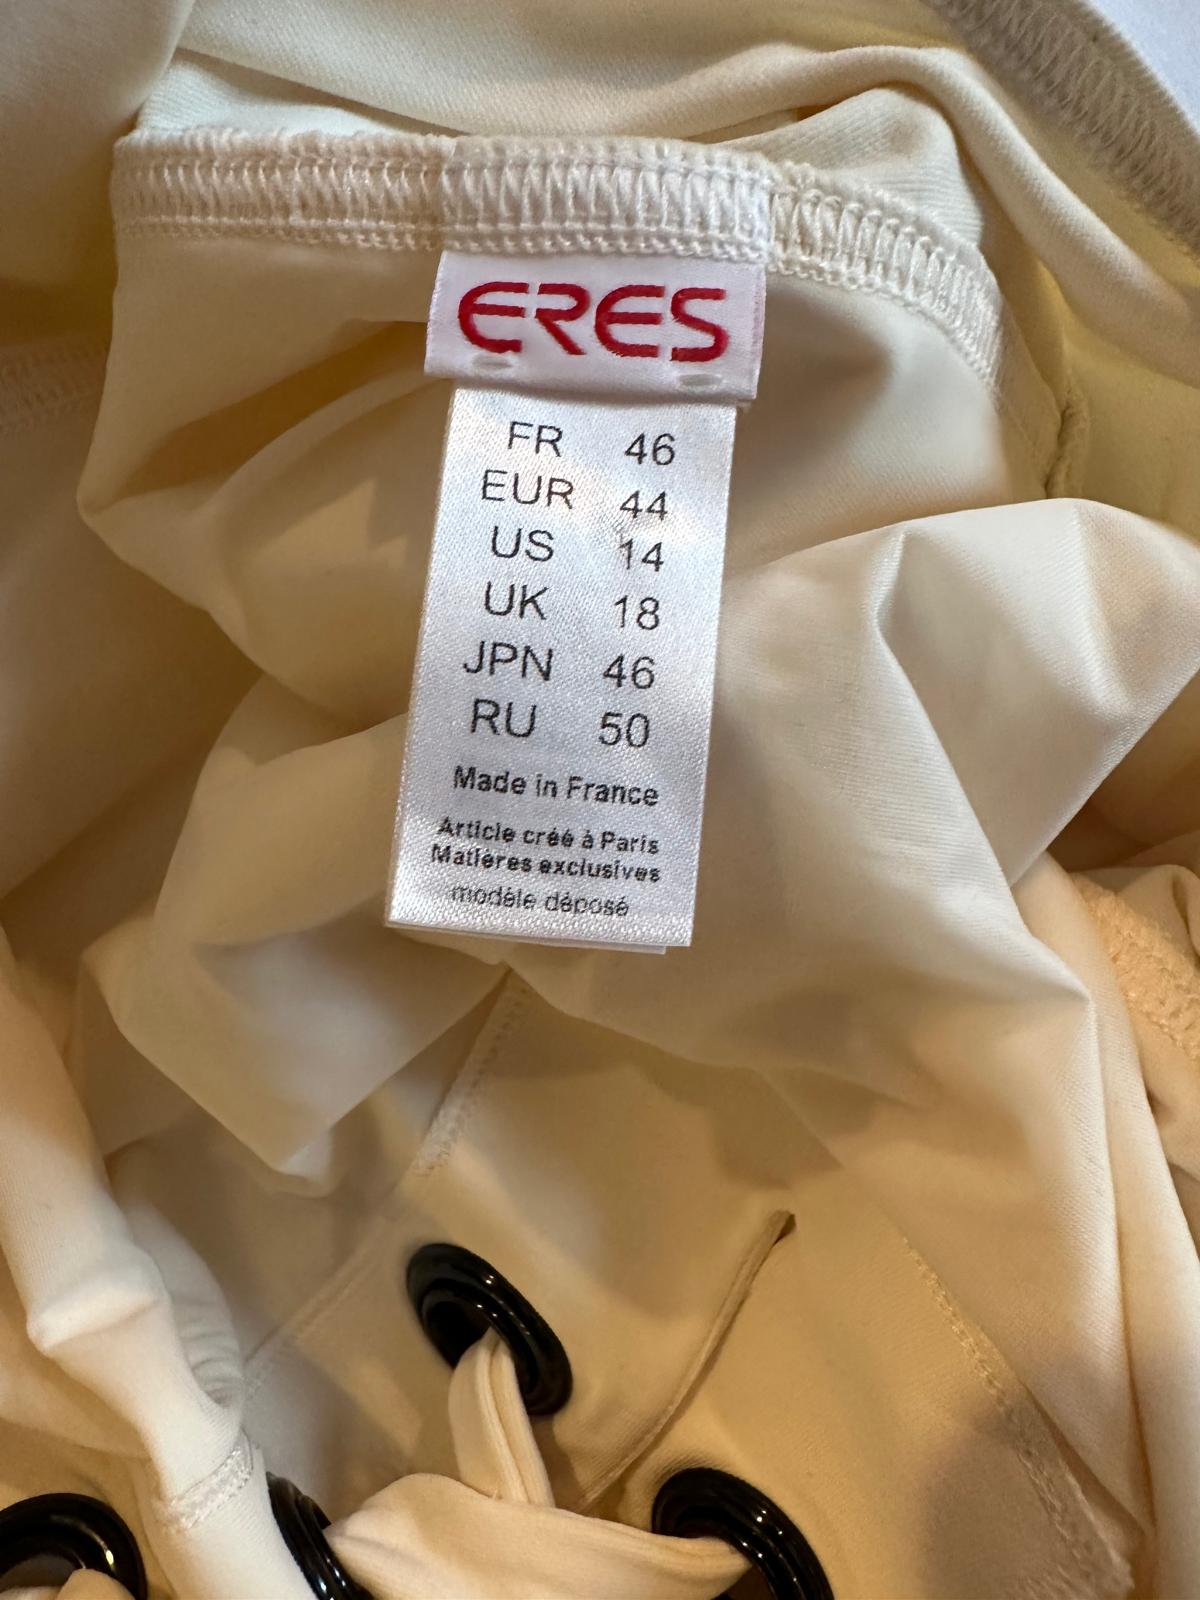 ERES
FR 46
EUR 44
US 14
UK 18
JPN 46
RU 50
Made in France
Article créé à Paris
Matières exclusives
modèle déposé